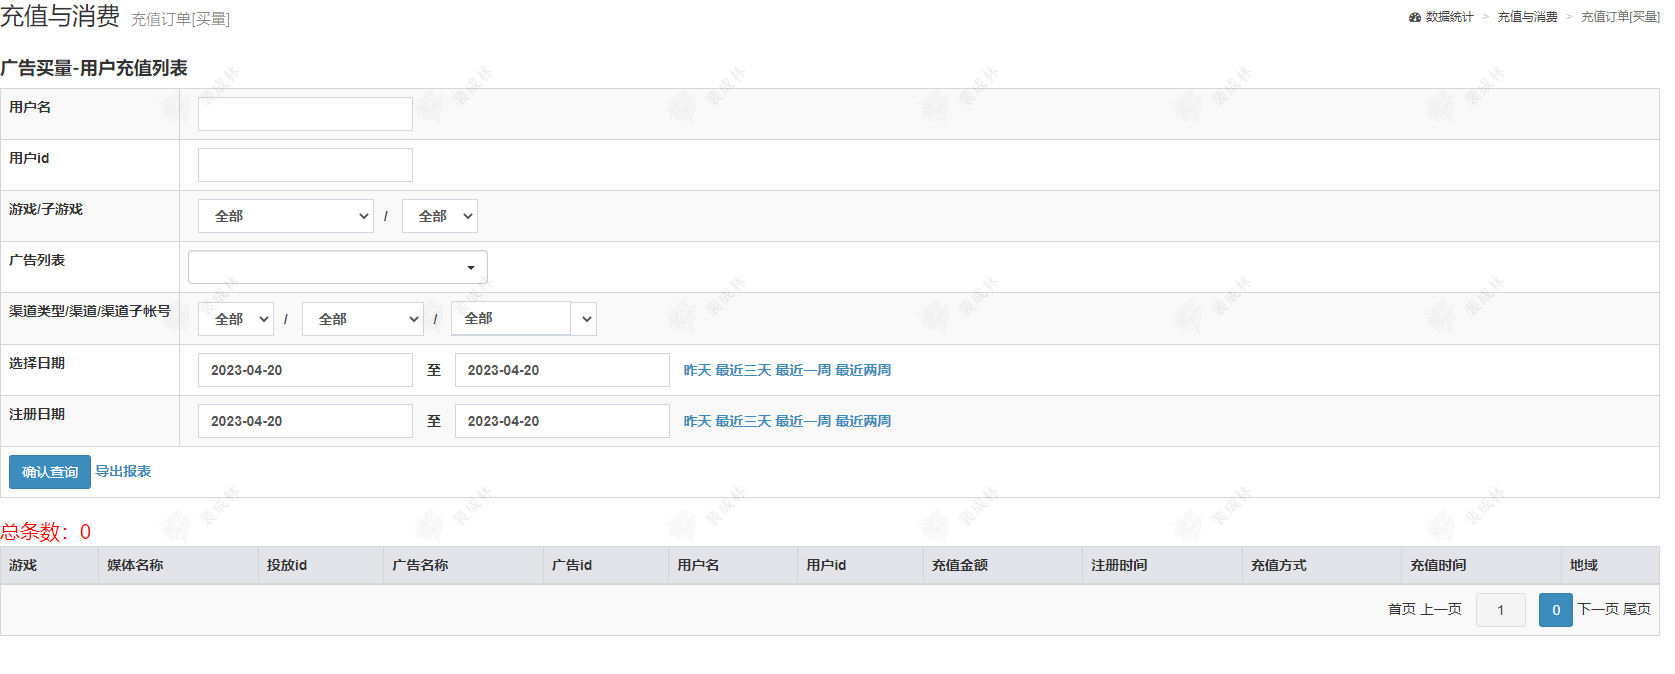 充值与消费 充值订单[买量]
数据统计 > 充值与消费 > 充值订单[买量]
广告买量-用户充值列表
用户名
用户id
游戏/子游戏 全部 / 全部
广告列表
渠道类型/渠道/渠道子帐号 全部 / 全部 / 全部
选择日期 2023-04-20 至 2023-04-20 昨天 最近三天 最近一周 最近两周
注册日期 2023-04-20 至 2023-04-20 昨天 最近三天 最近一周 最近两周
确认查询 导出报表
总条数：0
游戏 媒体名称 投放id 广告名称 广告id 用户名 用户id 充值金额 注册时间 充值方式 充值时间 地域
首页 上一页 1 0 下一页 尾页